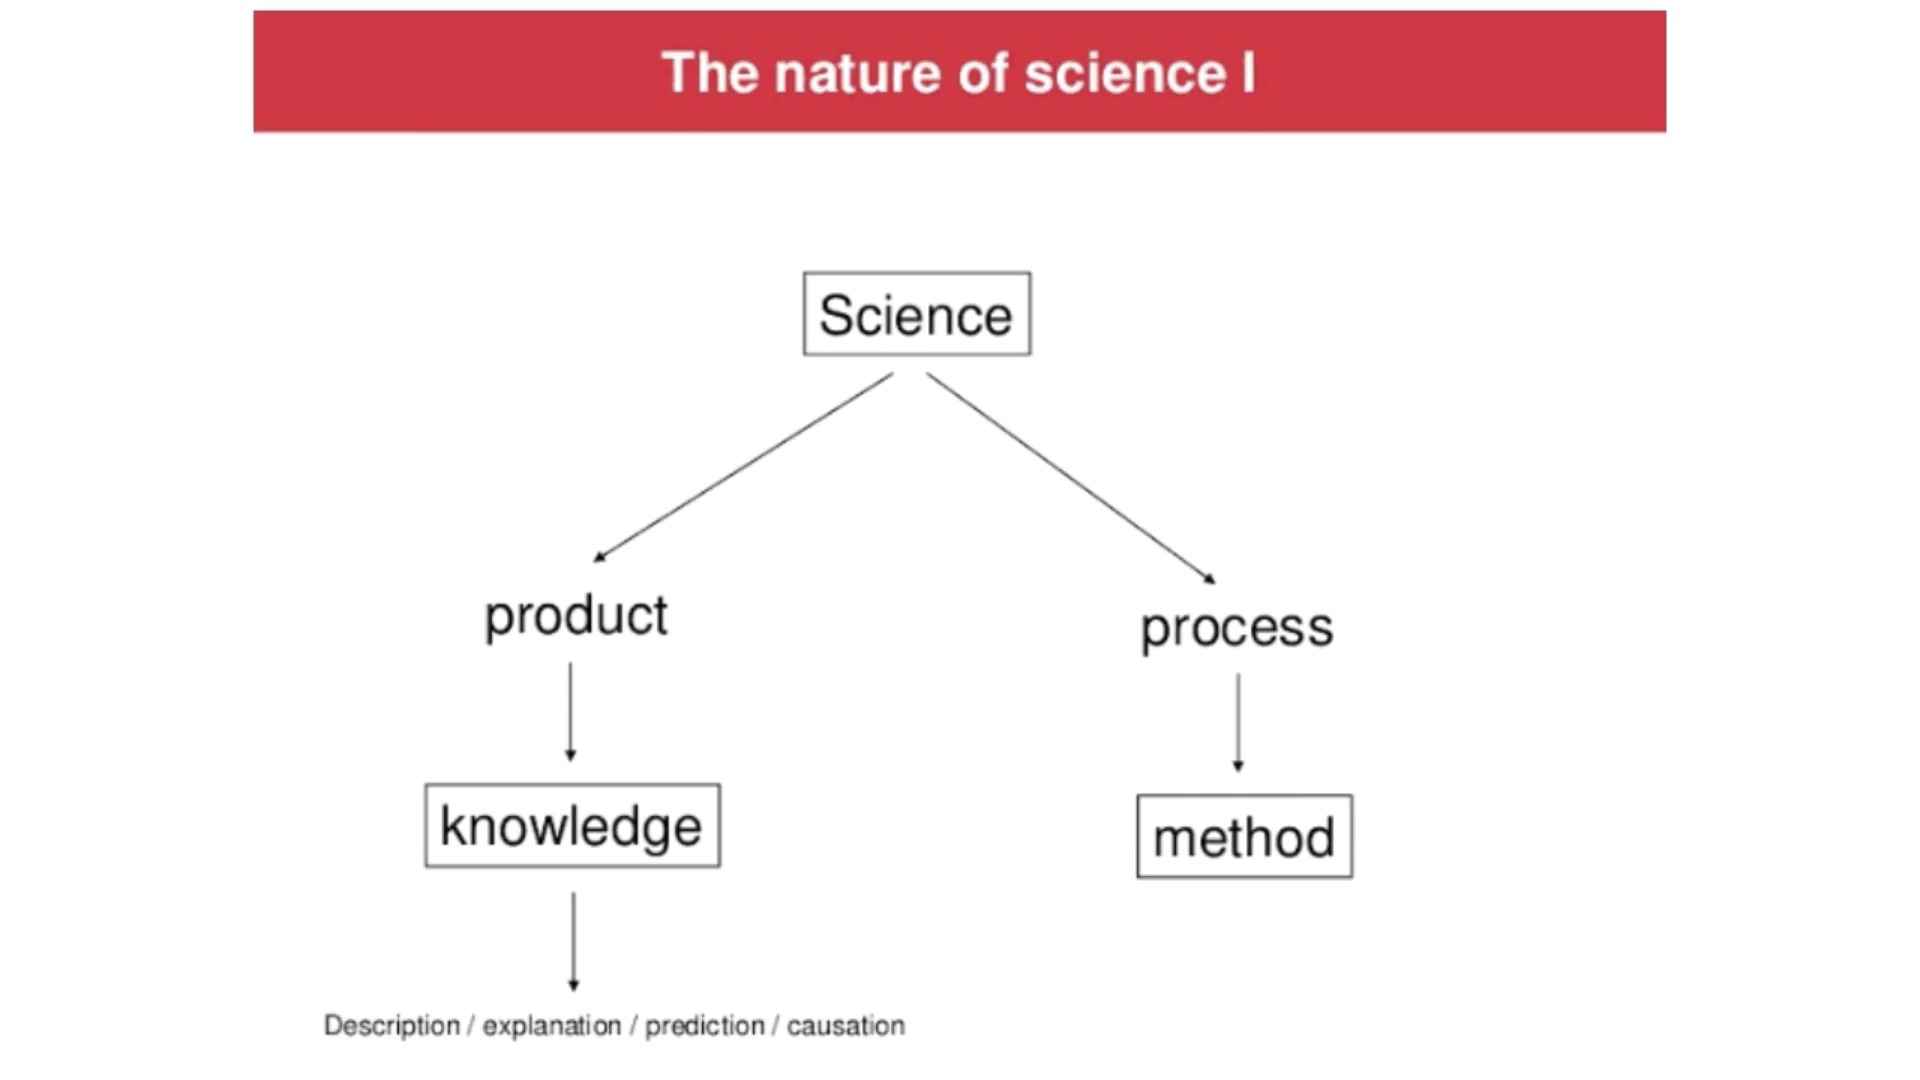 The nature of science I
Science
product
process
knowledge
method
Description / explanation / prediction / causation